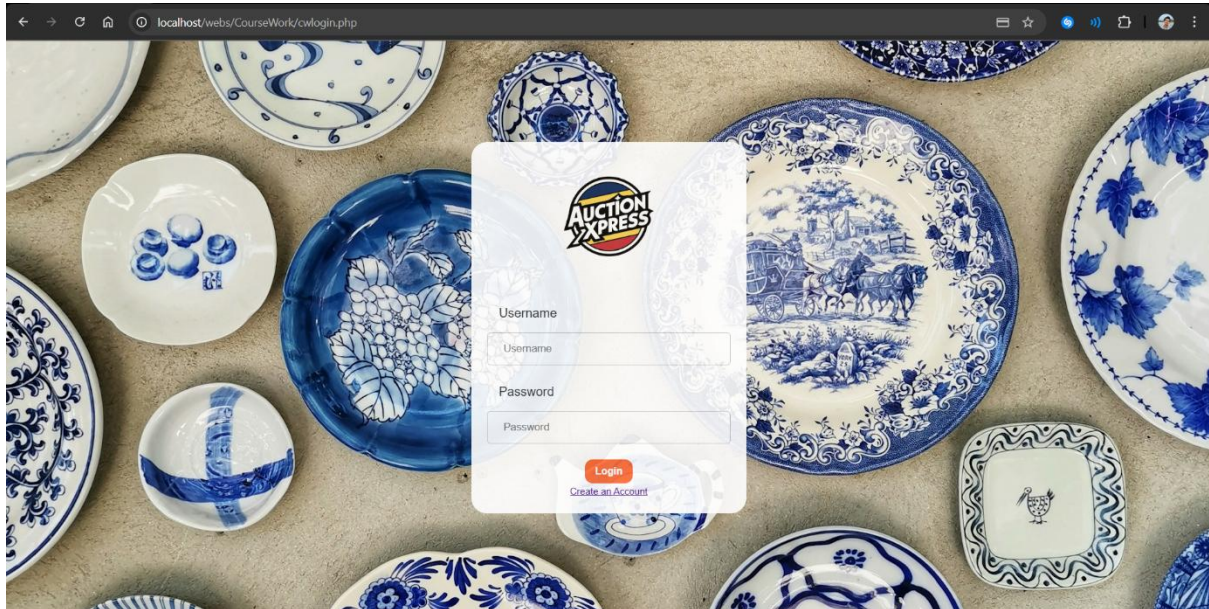 localhost/webs/CourseWork/cwlogin.php
AUCTION
XPRESS
Username
Username
Password
Password
Login
Create an Account